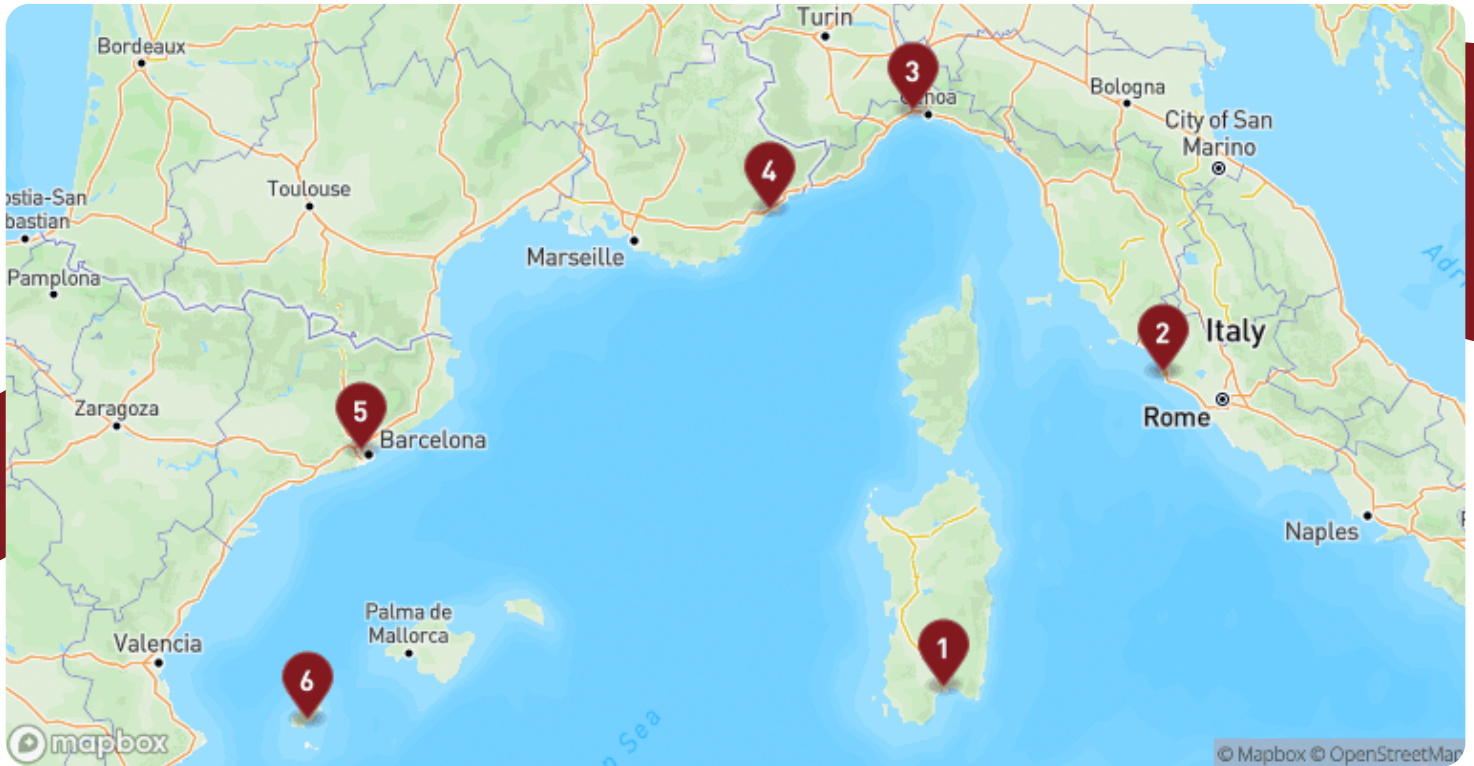 Turin
Bordeaux
3
Bologna
City of San
Marino
4
Toulouse
bastian
Marseille
Pamplona
2
Italy
Zaragoza
5
Rome
Barcelona
Naples
Palma de
Mallorca
Valencia
1
6
Sea
mapbox
© Mapbox © OpenStreetMap